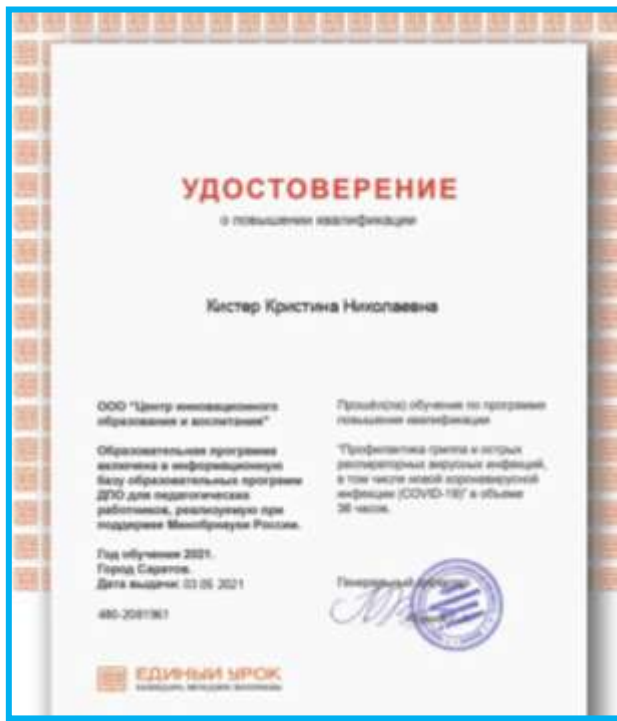 УДОСТОВЕРЕНИЕ
о повышении квалификации
Кистер Кристина Николаевна
ООО "Центр инновационного
образования и воспитания"
Образовательная программа
включена в информационную
базу образовательных программ
ДПО для педагогических
работников, реализуемую при
поддержке Минобрнауки России.
Год обучения 2021.
Город Саратов.
Дата выдачи: 03 05 2021
480-2081961
Прошёл(ла) обучение по программе
повышения квалификации
"Профилактика гриппа и острых
респираторных вирусных инфекций,
в том числе новой коронавирусной
инфекции (COVID-19)" в объеме
36 часов.
Генеральный директор
ЕДИНЫЙ УРОК